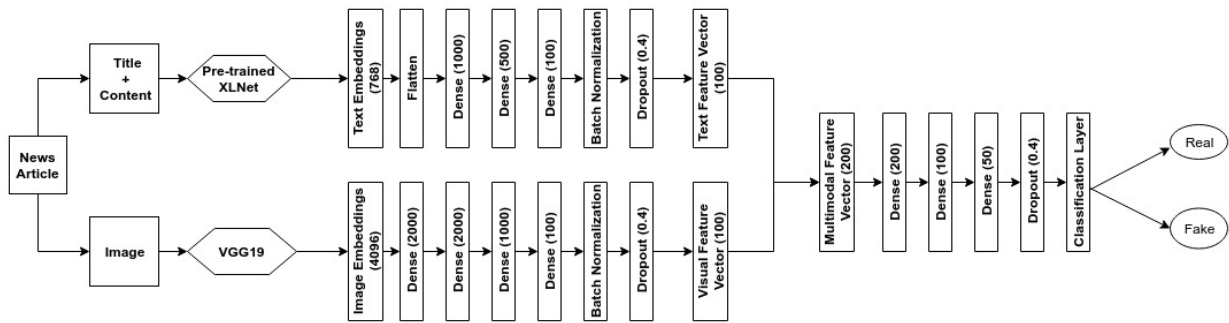 News
Article
Title
+
Content
Pre-trained
XLNet
Text Embeddings
(768)
Flatten
Dense (1000)
Dense (500)
Dense (100)
Batch Normalization
Dropout (0.4)
Text Feature Vector
(100)
Image
VGG19
Image Embeddings
(4096)
Dense (2000)
Dense (2000)
Dense (1000)
Dense (100)
Batch Normalization
Dropout (0.4)
Visual Feature
Vector (100)
Multimodal Feature
Vector (200)
Dense (200)
Dense (100)
Dense (50)
Dropout (0.4)
Classification Layer
Real
Fake